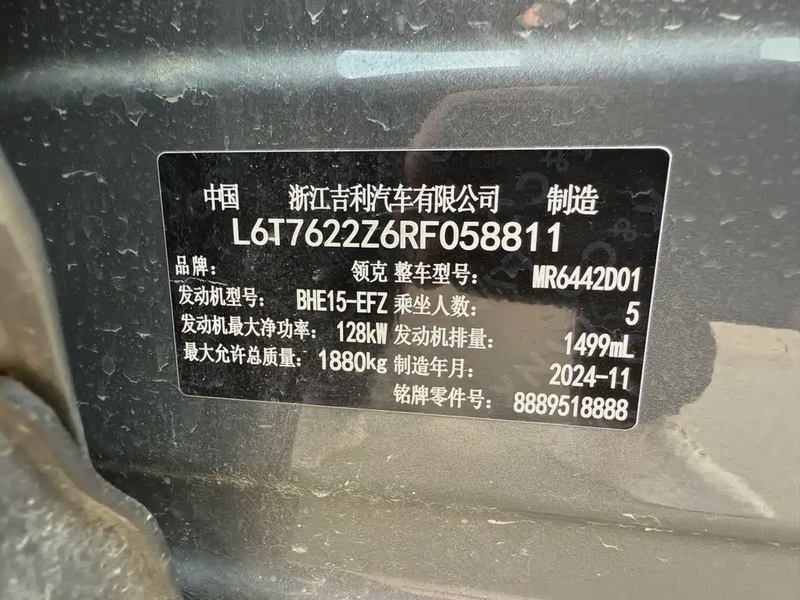 中国 浙江吉利汽车有限公司 制造
L6T7622Z6RF058811
品牌： 领克 整车型号： MR6442D01
发动机型号： BHE15-EFZ 乘坐人数： 5
发动机最大净功率： 128kW 发动机排量： 1499mL
最大允许总质量： 1880kg 制造年月： 2024-11
铭牌零件号： 8889518888